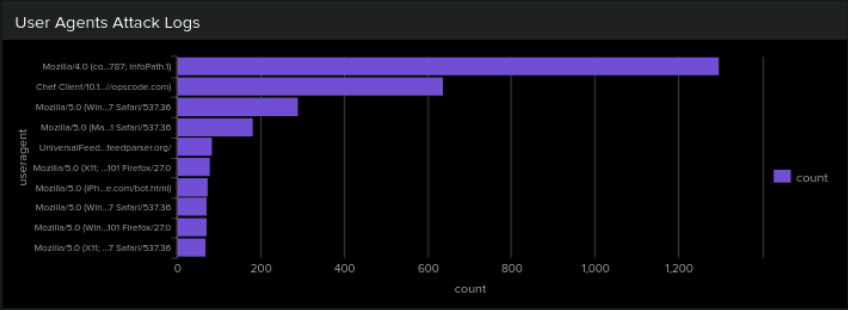 User Agents Attack Logs
useragent
Mozilla/4.0 (co...787; InfoPath.1)
Chef Client/10.1...//opscode.com)
Mozilla/5.0 (Win...7 Safari/537.36
Mozilla/5.0 (Ma...1 Safari/537.36
UniversalFeed...feedparser.org/
Mozilla/5.0 (X11; ...101 Firefox/27.0
Mozilla/5.0 (iPh...e.com/bot.html)
Mozilla/5.0 (Win...7 Safari/537.36
Mozilla/5.0 (Win...101 Firefox/27.0
Mozilla/5.0 (X11; ...7 Safari/537.36
0 200 400 600 800 1,000 1,200
count
count